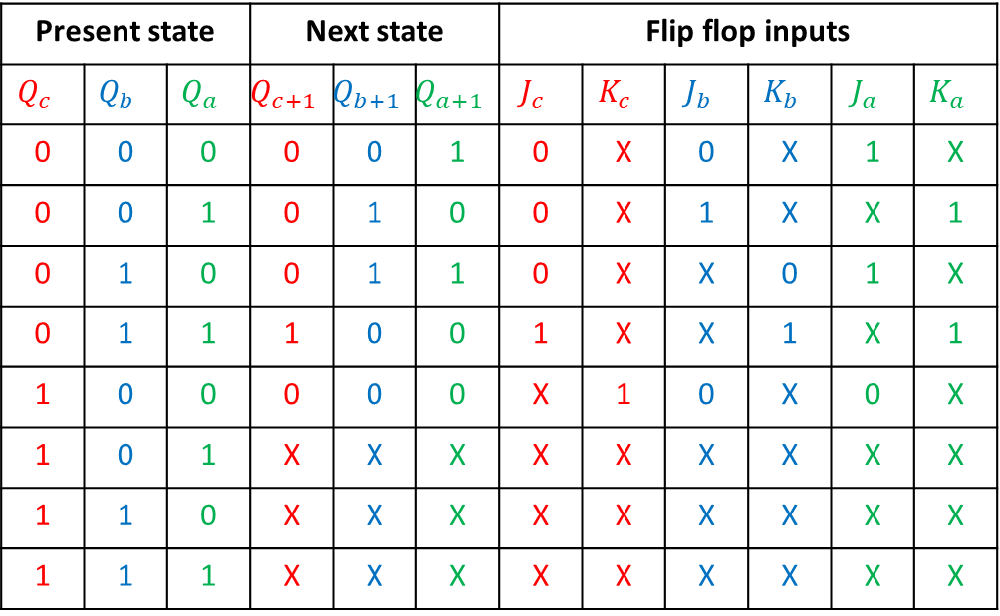 Present state Next state Flip flop inputs
Q_c Q_b Q_a Q_{c+1} Q_{b+1} Q_{a+1} J_c K_c J_b K_b J_a K_a
0 0 0 0 0 1 0 X 0 X 1 X
0 0 1 0 1 0 0 X 1 X X 1
0 1 0 0 1 1 0 X X 0 1 X
0 1 1 1 0 0 1 X X 1 X 1
1 0 0 0 0 0 X 1 0 X 0 X
1 0 1 X X X X X X X X X
1 1 0 X X X X X X X X X
1 1 1 X X X X X X X X X